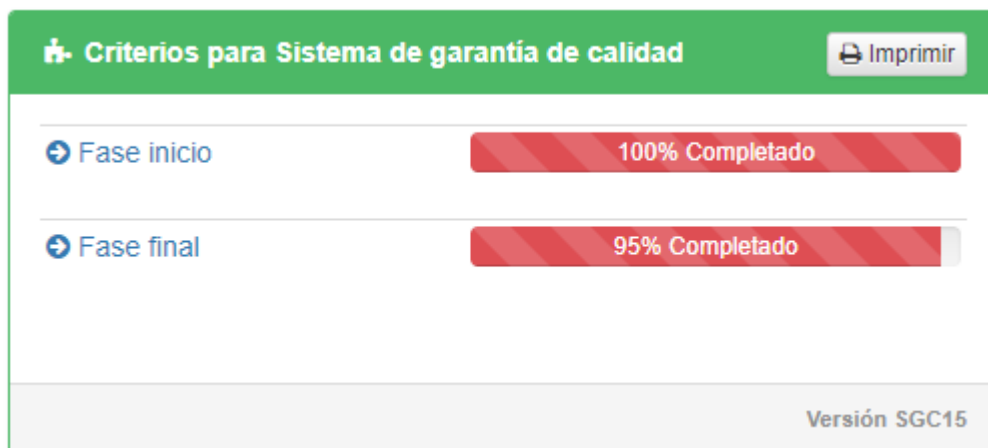 Criterios para Sistema de garantía de calidad
Imprimir
Fase inicio
100% Completado
Fase final
95% Completado
Versión SGC15